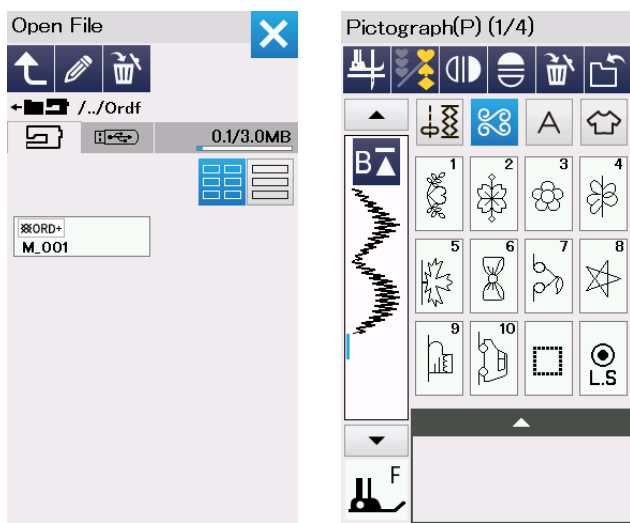 Open File
/../Ordf
0.1/3.0MB
ORD+
M_001
Pictograph(P) (1/4)
A
B
1 2 3 4
5 6 7 8
9 10
L.S
F